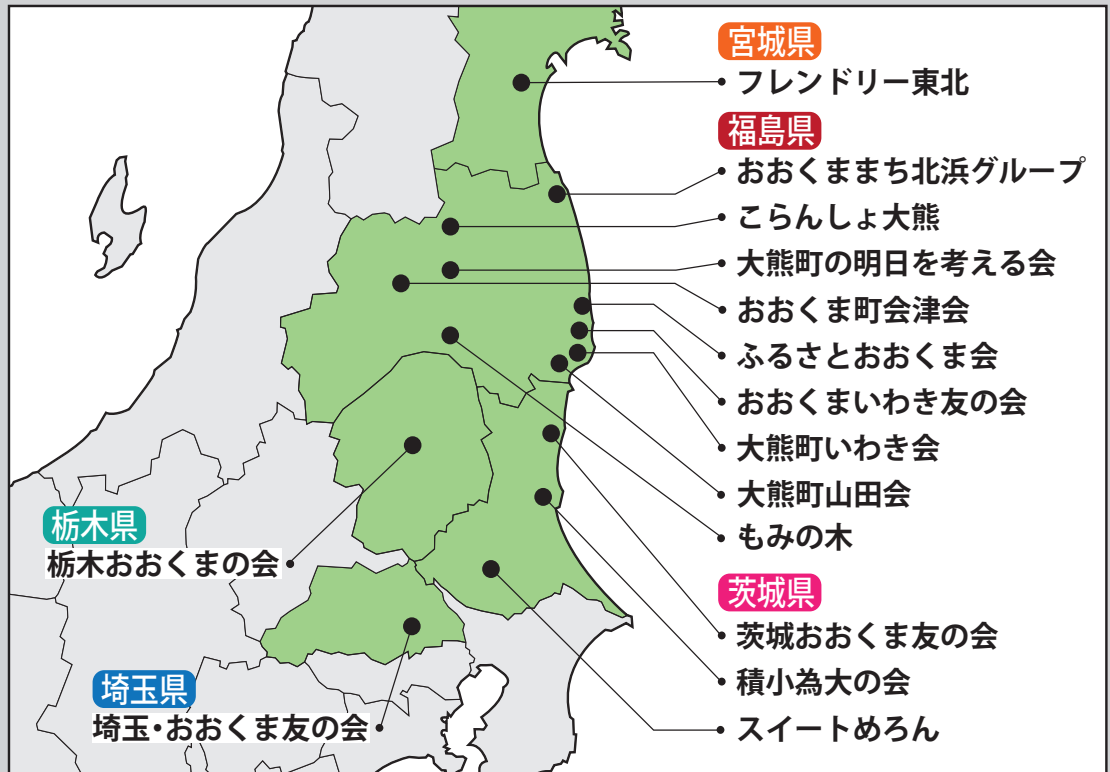 宮城県
フレンドリー東北
福島県
おおくままち北浜グループ
こらんしょ大熊
大熊町の明日を考える会
おおくま町会津会
ふるさとおおくま会
おおくまいわき友の会
大熊町いわき会
大熊町山田会
もみの木
茨城県
茨城おおくま友の会
積小為大の会
スイートめろん
栃木県
栃木おおくまの会
埼玉県
埼玉・おおくま友の会